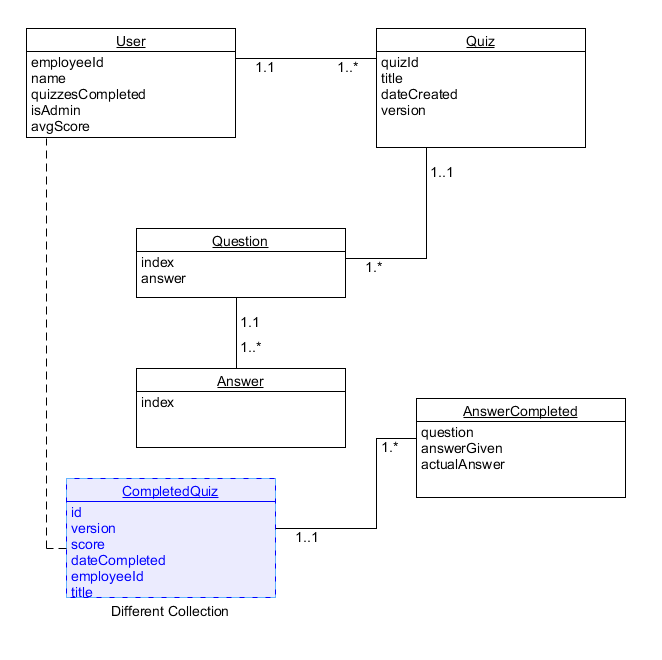 User
employeeId
name
quizzesCompleted
isAdmin
avgScore
1.1
1..*
Quiz
quizId
title
dateCreated
version
1..1
Question
index
answer
1.*
1.1
1..*
Answer
index
AnswerCompleted
question
answerGiven
actualAnswer
1.*
CompletedQuiz
id
version
score
dateCompleted
employeeId
title
1..1
Different Collection